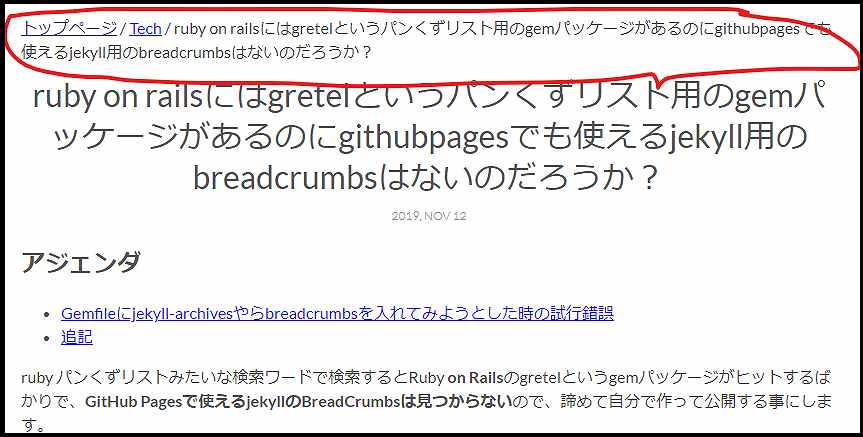 トップページ / Tech / ruby on railsにはgretelというパンくずリスト用のgemパッケージがあるのにgithubpagesでも
使えるjekyll用のbreadcrumbsはないのだろうか？
ruby on railsにはgretelというパンくずリスト用のgemパ
ッケージがあるのにgithubpagesでも使えるjekyll用の
breadcrumbsはないのだろうか？
2019, NOV 12
アジェンダ
• Gemfileにjekyll-archivesやらbreadcrumbsを入れてみようとした時の試行錯誤
• 追記
ruby パンくずリストみたいな検索ワードで検索するとRuby on Railsのgretelというgemパッケージがヒットするば
かりで、GitHub Pagesで使えるjekyllのBreadCrumbsは見つからないので、諦めて自分で作って公開する事にしま
す。